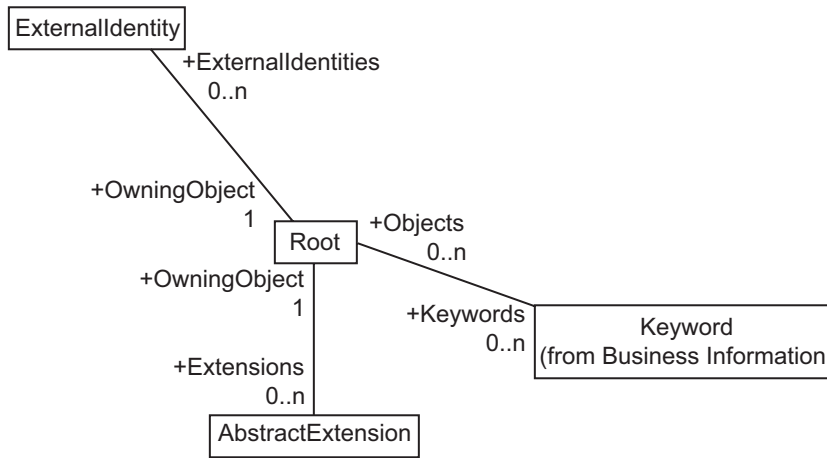 ExternalIdentity
+ExternalIdentities
0..n
+OwningObject
1
+Objects
0..n
Root
+OwningObject
1
+Keywords
0..n
Keyword
(from Business Information
+Extensions
0..n
AbstractExtension